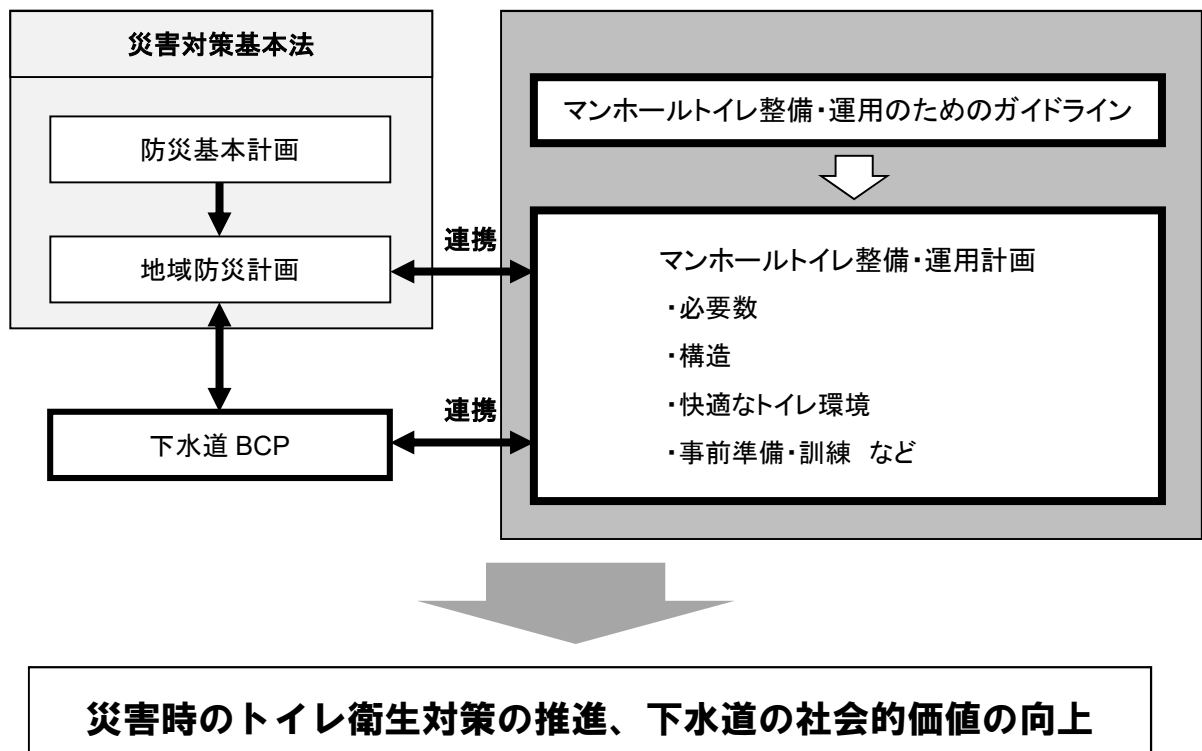 災害対策基本法
防災基本計画
地域防災計画
下水道 BCP
連携
連携
マンホールトイレ整備・運用のためのガイドライン
マンホールトイレ整備・運用計画
・必要数
・構造
・快適なトイレ環境
・事前準備・訓練 など
災害時のトイレ衛生対策の推進、下水道の社会的価値の向上